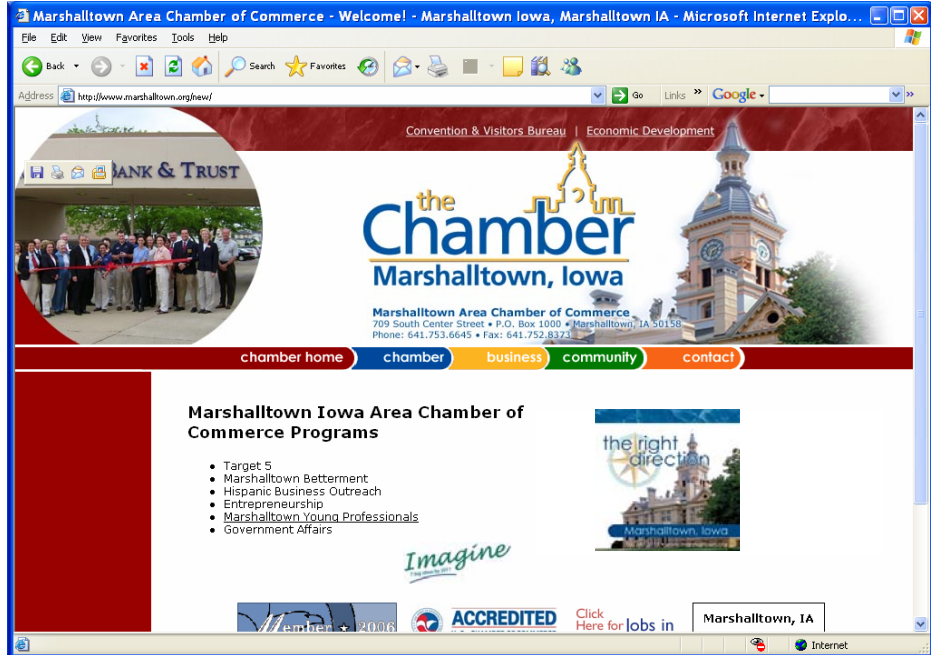 Marshalltown Area Chamber of Commerce - Welcome! - Marshalltown Iowa, Marshalltown IA - Microsoft Internet Explo...
File Edit View Favorites Tools Help
Back Search Favorites
Address http://www.marshalltown.org/new/ Go Links » Google »
Convention & Visitors Bureau | Economic Development
BANK & TRUST
the
Chamber
Marshalltown, Iowa
Marshalltown Area Chamber of Commerce
709 South Center Street • P.O. Box 1000 • Marshalltown, IA 50158
Phone: 641.753.6645 • Fax: 641.752.8373
chamber home chamber business community contact
Marshalltown Iowa Area Chamber of
Commerce Programs
• Target 5
• Marshalltown Betterment
• Hispanic Business Outreach
• Entrepreneurship
• Marshalltown Young Professionals
• Government Affairs
the right
direction
Marshalltown, Iowa
Imagine
Member 2006
ACCREDITED
Click
Here for Jobs in
Marshalltown, IA
Internet